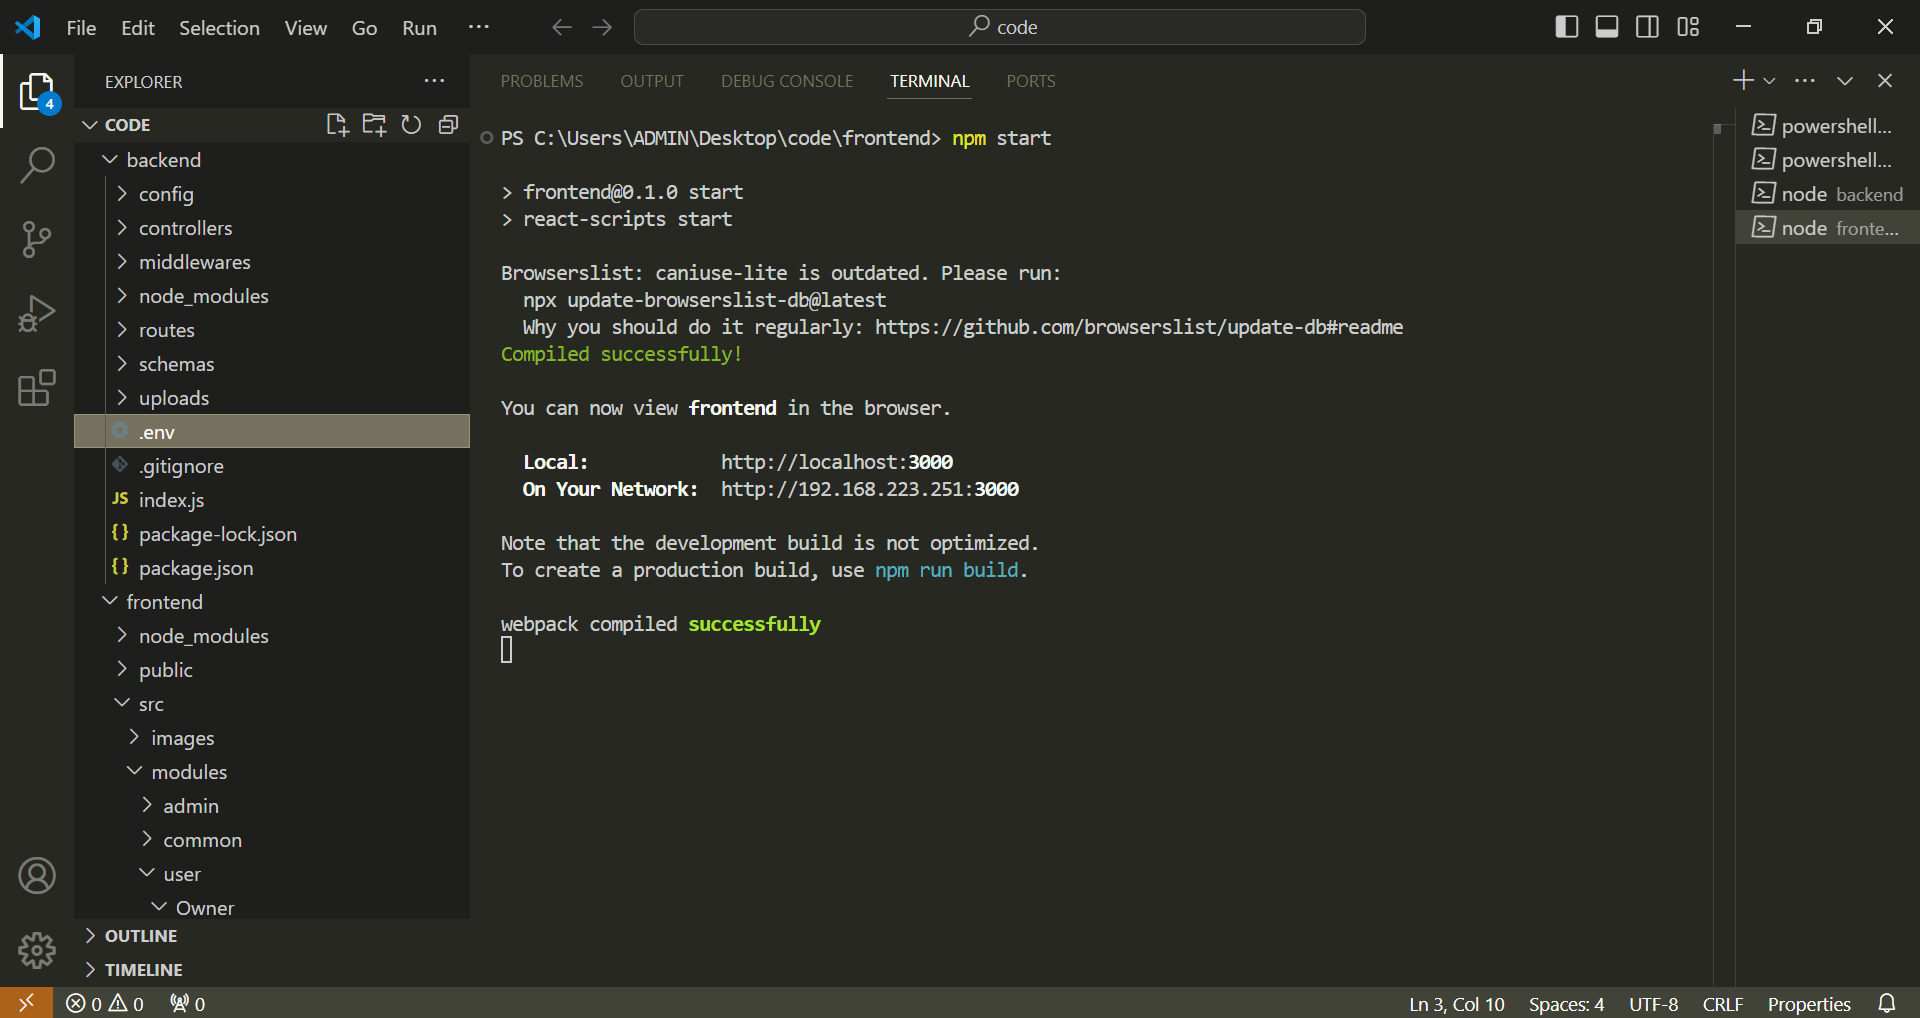 File Edit Selection View Go Run ···
code
EXPLORER ···
CODE
backend
config
controllers
middlewares
node_modules
routes
schemas
uploads
.env
.gitignore
JS index.js
{} package-lock.json
{} package.json
frontend
node_modules
public
src
images
modules
admin
common
user
Owner
OUTLINE
TIMELINE
4
PROBLEMS OUTPUT DEBUG CONSOLE TERMINAL PORTS
PS C:\Users\ADMIN\Desktop\code\frontend> npm start
> frontend@0.1.0 start
> react-scripts start
Browserslist: caniuse-lite is outdated. Please run:
npx update-browserslist-db@latest
Why you should do it regularly: https://github.com/browserslist/update-db#readme
Compiled successfully!
You can now view frontend in the browser.
Local: http://localhost:3000
On Your Network: http://192.168.223.251:3000
Note that the development build is not optimized.
To create a production build, use npm run build.
webpack compiled successfully
powershell...
powershell...
node backend
node fronte...
0 0 0
Ln 3, Col 10 Spaces: 4 UTF-8 CRLF Properties